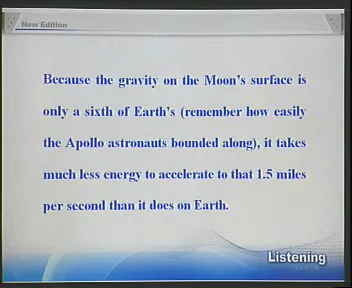 New Edition
Because the gravity on the Moon's surface is
only a sixth of Earth's (remember how easily
the Apollo astronauts bounded along), it takes
much less energy to accelerate to that 1.5 miles
per second than it does on Earth.
Listening